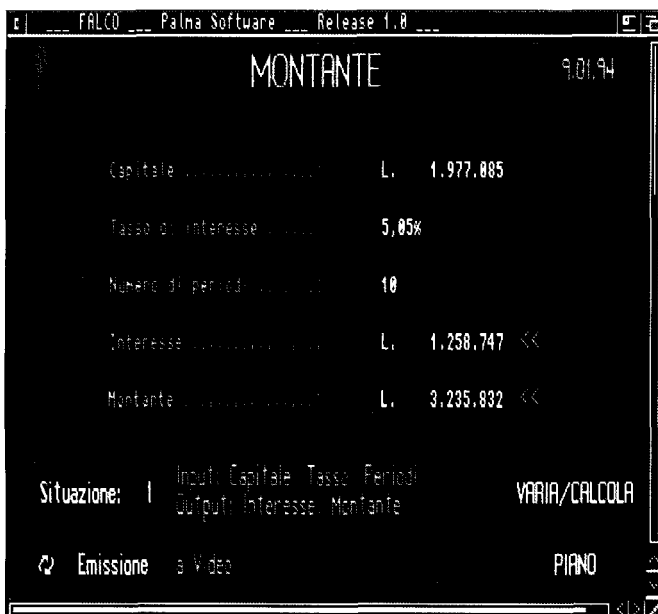 ___ FALCO ___ Palma Software ___ Release 1.0 ___
MONTANTE 9.01.94
Capitale ................: L. 1.977.085
Tasso di interesse ......: 5,05%
Numero di periodi .......: 10
Interesse ...............: L. 1.258.747 <<
Montante ................: L. 3.235.832 <<
Situazione: 1 Input: Capitale Tasso Periodi VARIA/CALCOLA
Output: Interesse Montante
Emissione a Video PIANO